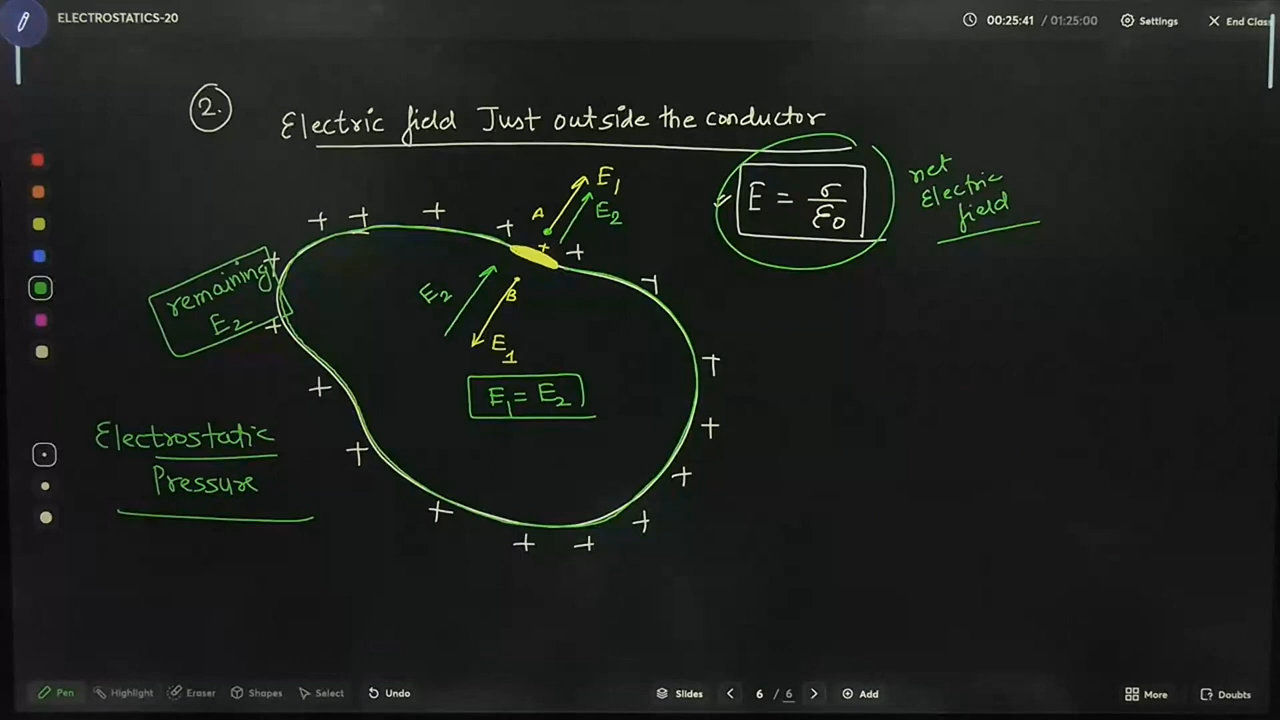 ELECTROSTATICS-20
00:25:41 / 01:25:00
Settings
End Class
2.
Electric field Just outside the conductor
E = σ/ε0
net
Electric
field
A
E1
E2
+ + + + + + + + + + + + + + + + + + +
remaining
E2
E2
B
E1
E1 = E2
Electrostatic
Pressure
Pen
Highlight
Eraser
Shapes
Select
Undo
Slides
6 / 6
Add
More
Doubts